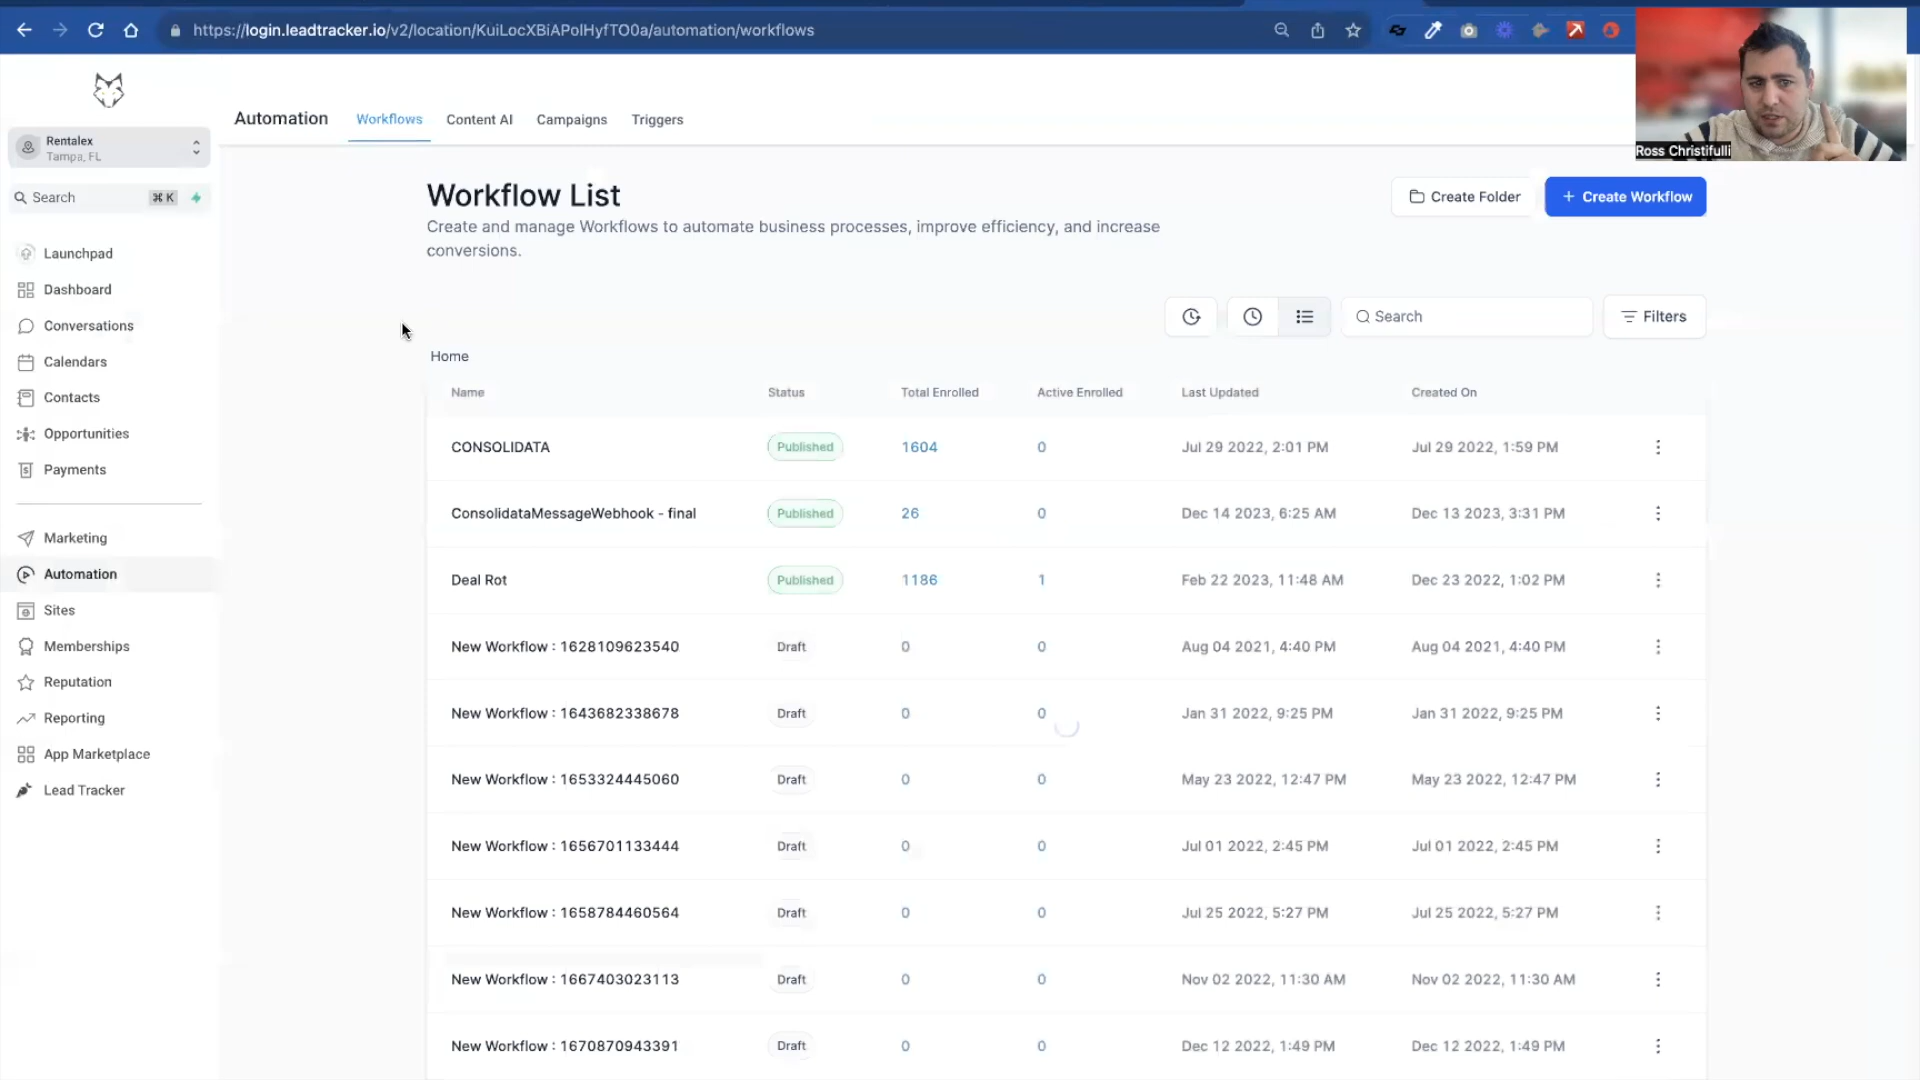 https://login.leadtracker.io/v2/location/KuiLocXBiAPolHyfTO0a/automation/workflows
Ross Christifulli
Rentalex
Tampa, FL
Search ⌘ K
Launchpad
Dashboard
Conversations
Calendars
Contacts
Opportunities
Payments
Marketing
Automation
Sites
Memberships
Reputation
Reporting
App Marketplace
Lead Tracker
Automation Workflows Content AI Campaigns Triggers
Workflow List
Create and manage Workflows to automate business processes, improve efficiency, and increase
conversions.
Create Folder
+ Create Workflow
Search
Filters
Home
Name Status Total Enrolled Active Enrolled Last Updated Created On
CONSOLIDATA Published 1604 0 Jul 29 2022, 2:01 PM Jul 29 2022, 1:59 PM
ConsolidataMessageWebhook - final Published 26 0 Dec 14 2023, 6:25 AM Dec 13 2023, 3:31 PM
Deal Rot Published 1186 1 Feb 22 2023, 11:48 AM Dec 23 2022, 1:02 PM
New Workflow : 1628109623540 Draft 0 0 Aug 04 2021, 4:40 PM Aug 04 2021, 4:40 PM
New Workflow : 1643682338678 Draft 0 0 Jan 31 2022, 9:25 PM Jan 31 2022, 9:25 PM
New Workflow : 1653324445060 Draft 0 0 May 23 2022, 12:47 PM May 23 2022, 12:47 PM
New Workflow : 1656701133444 Draft 0 0 Jul 01 2022, 2:45 PM Jul 01 2022, 2:45 PM
New Workflow : 1658784460564 Draft 0 0 Jul 25 2022, 5:27 PM Jul 25 2022, 5:27 PM
New Workflow : 1667403023113 Draft 0 0 Nov 02 2022, 11:30 AM Nov 02 2022, 11:30 AM
New Workflow : 1670870943391 Draft 0 0 Dec 12 2022, 1:49 PM Dec 12 2022, 1:49 PM